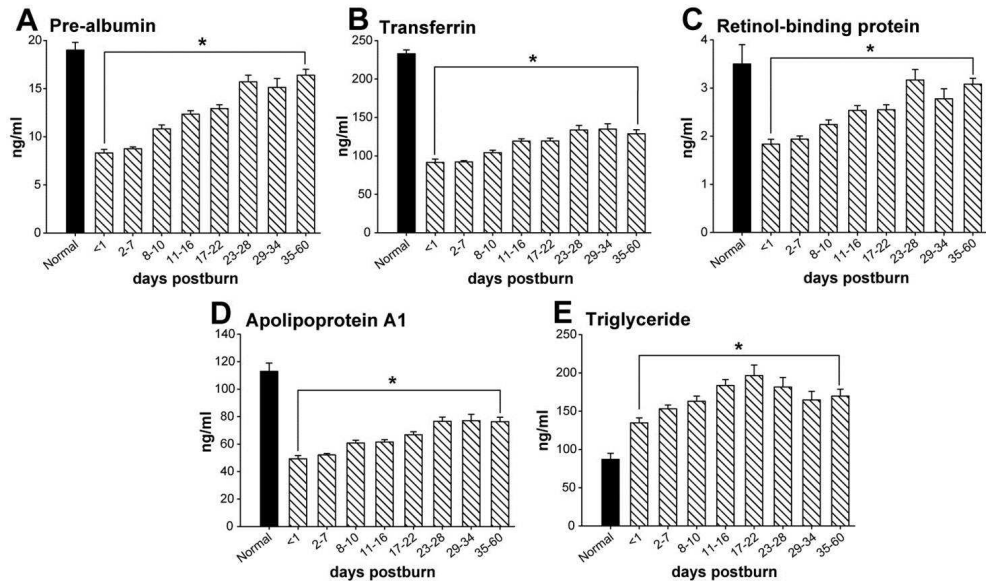 A Pre-albumin
*
20
15
10
5
0
ng/ml
Normal <1 2-7 8-10 11-16 17-22 23-28 29-34 35-60
days postburn
B Transferrin
*
250
200
150
100
50
0
ng/ml
Normal <1 2-7 8-10 11-16 17-22 23-28 29-34 35-60
days postburn
C Retinol-binding protein
*
4
3
2
1
0
ng/ml
Normal <1 2-7 8-10 11-16 17-22 23-28 29-34 35-60
days postburn
D Apolipoprotein A1
*
140
120
100
80
60
40
20
0
ng/ml
Normal <1 2-7 8-10 11-16 17-22 23-28 29-34 35-60
days postburn
E Triglyceride
*
250
200
150
100
50
0
ng/ml
Normal <1 2-7 8-10 11-16 17-22 23-28 29-34 35-60
days postburn